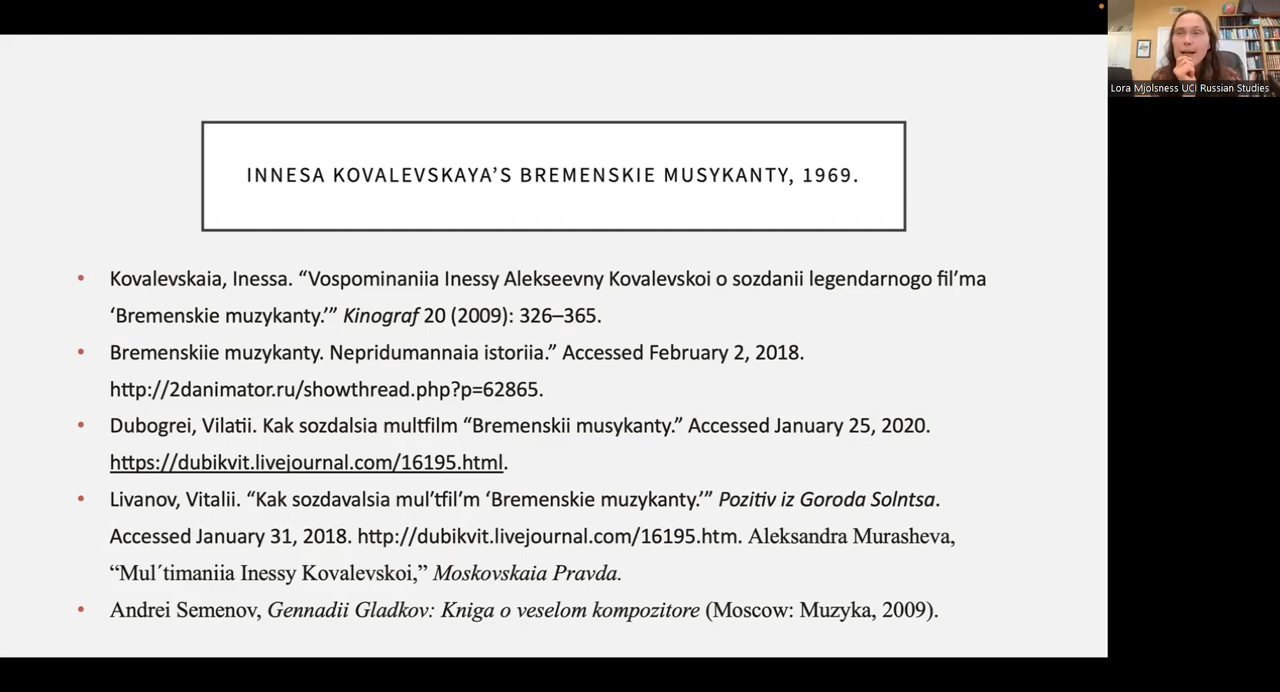 Lora Mjolsness UCI Russian Studies
INNESA KOVALEVSKAYA’S BREMENSKIE MUSYKANTY, 1969.
• Kovalevskaia, Inessa. “Vospominaniia Inessy Alekseevny Kovalevskoi o sozdanii legendarnogo fil’ma
‘Bremenskie muzykanty.’” Kinograf 20 (2009): 326–365.
• Bremenskiie muzykanty. Nepridumannaia istoriia.” Accessed February 2, 2018.
http://2danimator.ru/showthread.php?p=62865.
• Dubogrei, Vilatii. Kak sozdalsia multfilm “Bremenskii musykanty.” Accessed January 25, 2020.
https://dubikvit.livejournal.com/16195.html.
• Livanov, Vitalii. “Kak sozdavalsia mul’tfil’m ‘Bremenskie muzykanty.’” Pozitiv iz Goroda Solntsa.
Accessed January 31, 2018. http://dubikvit.livejournal.com/16195.htm. Aleksandra Murasheva,
“Mul´timaniia Inessy Kovalevskoi,” Moskovskaia Pravda.
• Andrei Semenov, Gennadii Gladkov: Kniga o veselom kompozitore (Moscow: Muzyka, 2009).